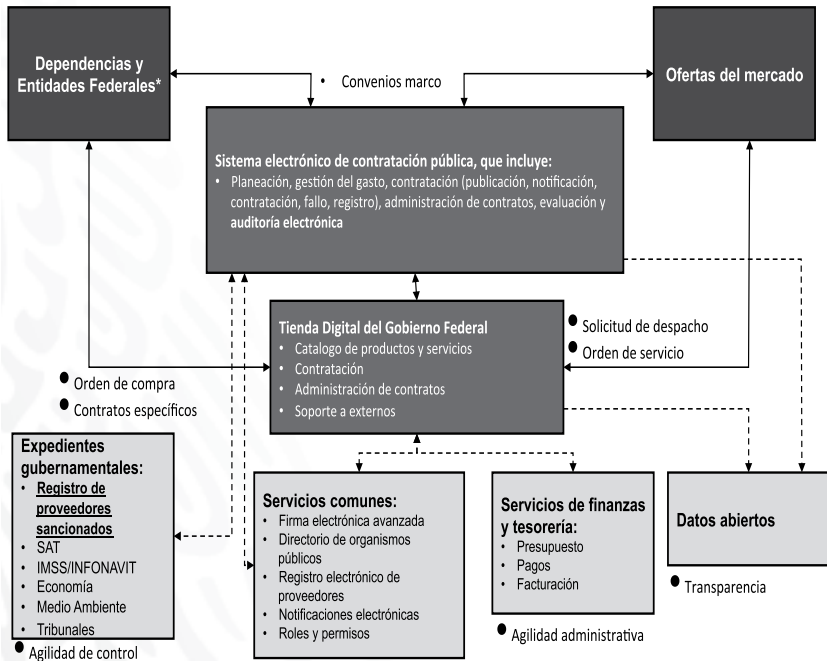 Dependencias y
Entidades Federales*
• Convenios marco
Ofertas del mercado
Sistema electrónico de contratación pública, que incluye:
• Planeación, gestión del gasto, contratación (publicación, notificación,
contratación, fallo, registro), administración de contratos, evaluación y
auditoría electrónica
Tienda Digital del Gobierno Federal
• Catalogo de productos y servicios
• Contratación
• Administración de contratos
• Soporte a externos
• Solicitud de despacho
• Orden de servicio
• Orden de compra
• Contratos específicos
Expedientes
gubernamentales:
• Registro de
proveedores
sancionados
• SAT
• IMSS/INFONAVIT
• Economía
• Medio Ambiente
• Tribunales
• Agilidad de control
Servicios comunes:
• Firma electrónica avanzada
• Directorio de organismos
públicos
• Registro electrónico de
proveedores
• Notificaciones electrónicas
• Roles y permisos
Servicios de finanzas
y tesorería:
• Presupuesto
• Pagos
• Facturación
• Agilidad administrativa
Datos abiertos
• Transparencia